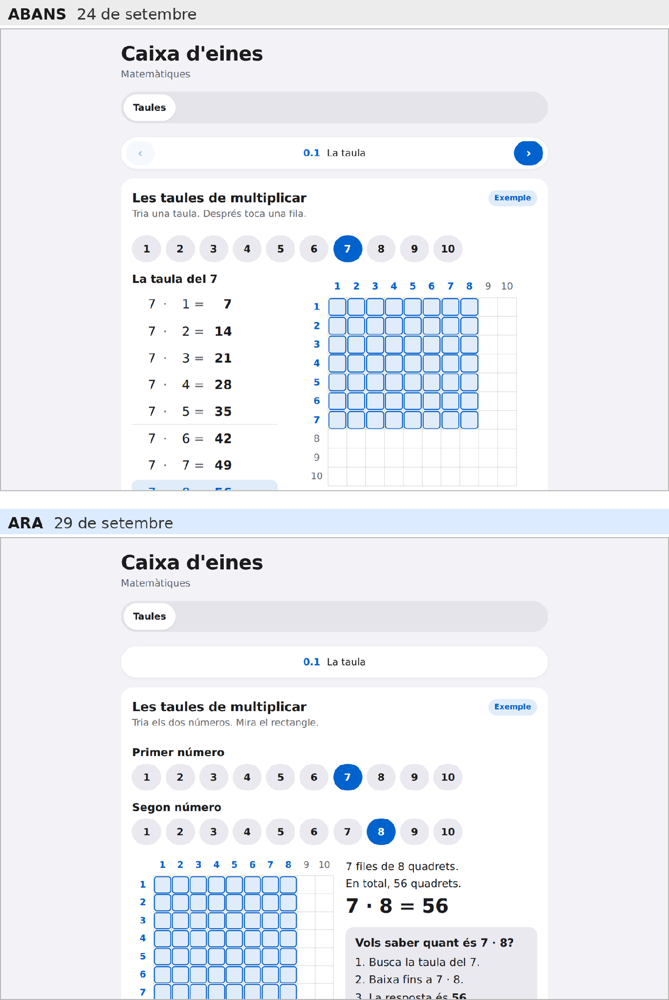 ABANS 24 de setembre
Caixa d'eines
Matemàtiques
Taules
‹ 0.1 La taula ›
Les taules de multiplicar Exemple
Tria una taula. Després toca una fila.
1 2 3 4 5 6 7 8 9 10
La taula del 7
7 · 1 = 7
7 · 2 = 14
7 · 3 = 21
7 · 4 = 28
7 · 5 = 35
7 · 6 = 42
7 · 7 = 49
1 2 3 4 5 6 7 8 9 10
1
2
3
4
5
6
7
8
9
10
ARA 29 de setembre
Caixa d'eines
Matemàtiques
Taules
0.1 La taula
Les taules de multiplicar Exemple
Tria els dos números. Mira el rectangle.
Primer número
1 2 3 4 5 6 7 8 9 10
Segon número
1 2 3 4 5 6 7 8 9 10
1 2 3 4 5 6 7 8 9 10
1
2
3
4
5
6
7
7 files de 8 quadrets.
En total, 56 quadrets.
7 · 8 = 56
Vols saber quant és 7 · 8?
1. Busca la taula del 7.
2. Baixa fins a 7 · 8.
3. La resposta és 56